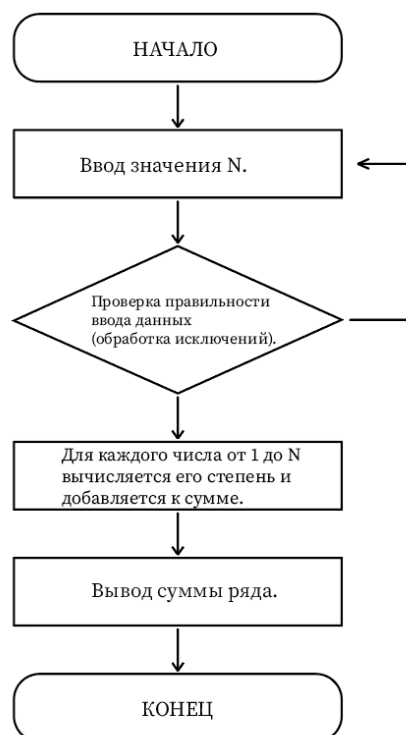 НАЧАЛО
Ввод значения N.
Проверка правильности
ввода данных
(обработка исключений).
Для каждого числа от 1 до N
вычисляется его степень и
добавляется к сумме.
Вывод суммы ряда.
КОНЕЦ